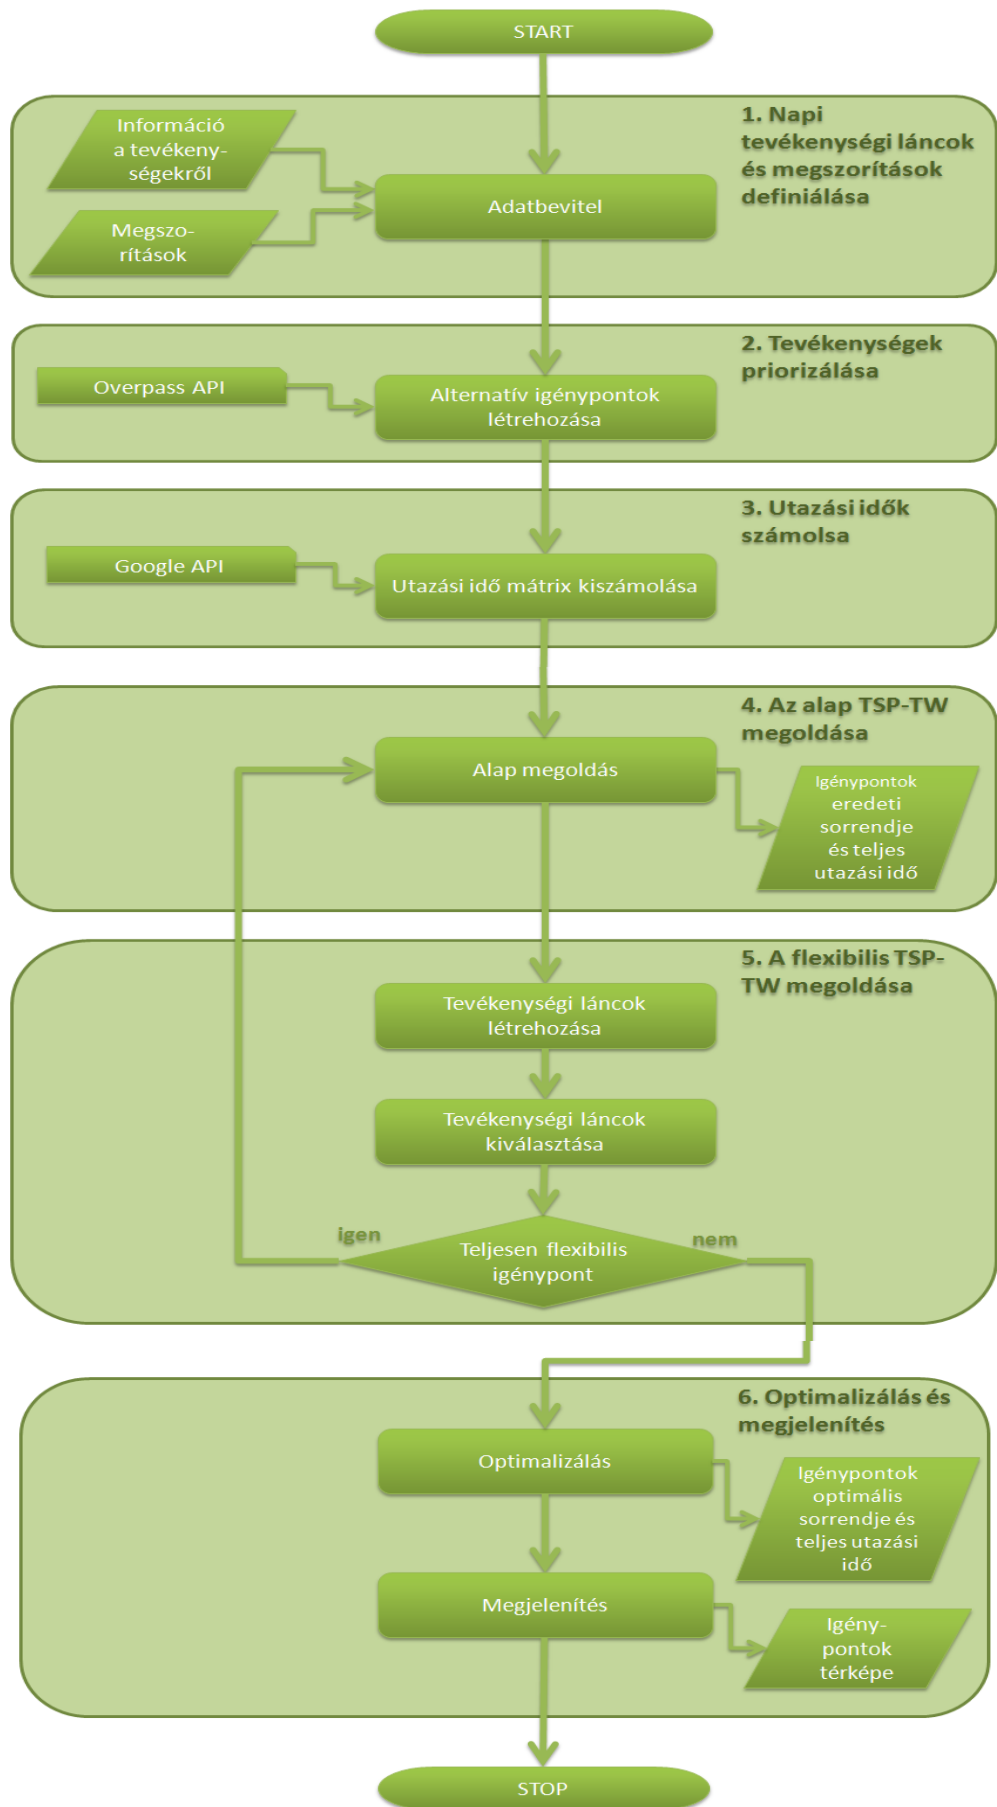 START
1. Napi
tevékenységi láncok
és megszorítások
definiálása
Információ
a tevékeny-
ségekről
Adatbevitel
Megszo-
rítások
2. Tevékenységek
priorizálása
Overpass API
Alternatív igénypontok
létrehozása
3. Utazási idők
számolsa
Google API
Utazási idő mátrix kiszámolása
4. Az alap TSP-TW
megoldása
Alap megoldás
Igénypontok
eredeti
sorrendje
és teljes
utazási idő
5. A flexibilis TSP-
TW megoldása
Tevékenységi láncok
létrehozása
Tevékenységi láncok
kiválasztása
igen
nem
Teljesen flexibilis
igénypont
6. Optimalizálás és
megjelenítés
Optimalizálás
Igénypontok
optimális
sorrendje és
teljes utazási
idő
Megjelenítés
Igény-
pontok
térképe
STOP